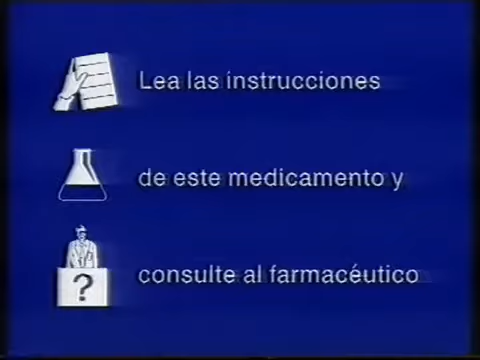 Lea las instrucciones
de este medicamento y
consulte al farmacéutico
?